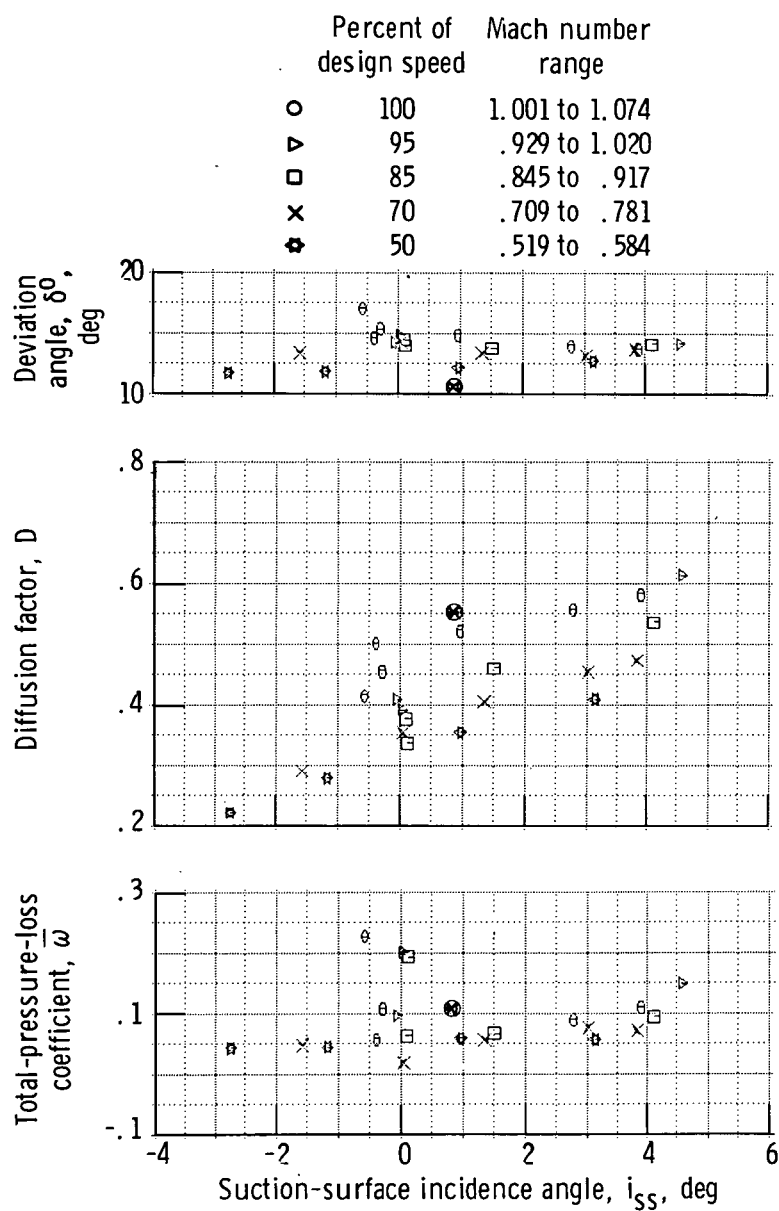 Percent of design speed Mach number range
100 1.001 to 1.074
95 .929 to 1.020
85 .845 to .917
70 .709 to .781
50 .519 to .584
Deviation angle, δ°, deg
20
10
Diffusion factor, D
.8
.6
.4
.2
Total-pressure-loss coefficient, ω̅
.3
.1
-.1
-4 -2 0 2 4 6
Suction-surface incidence angle, iss, deg